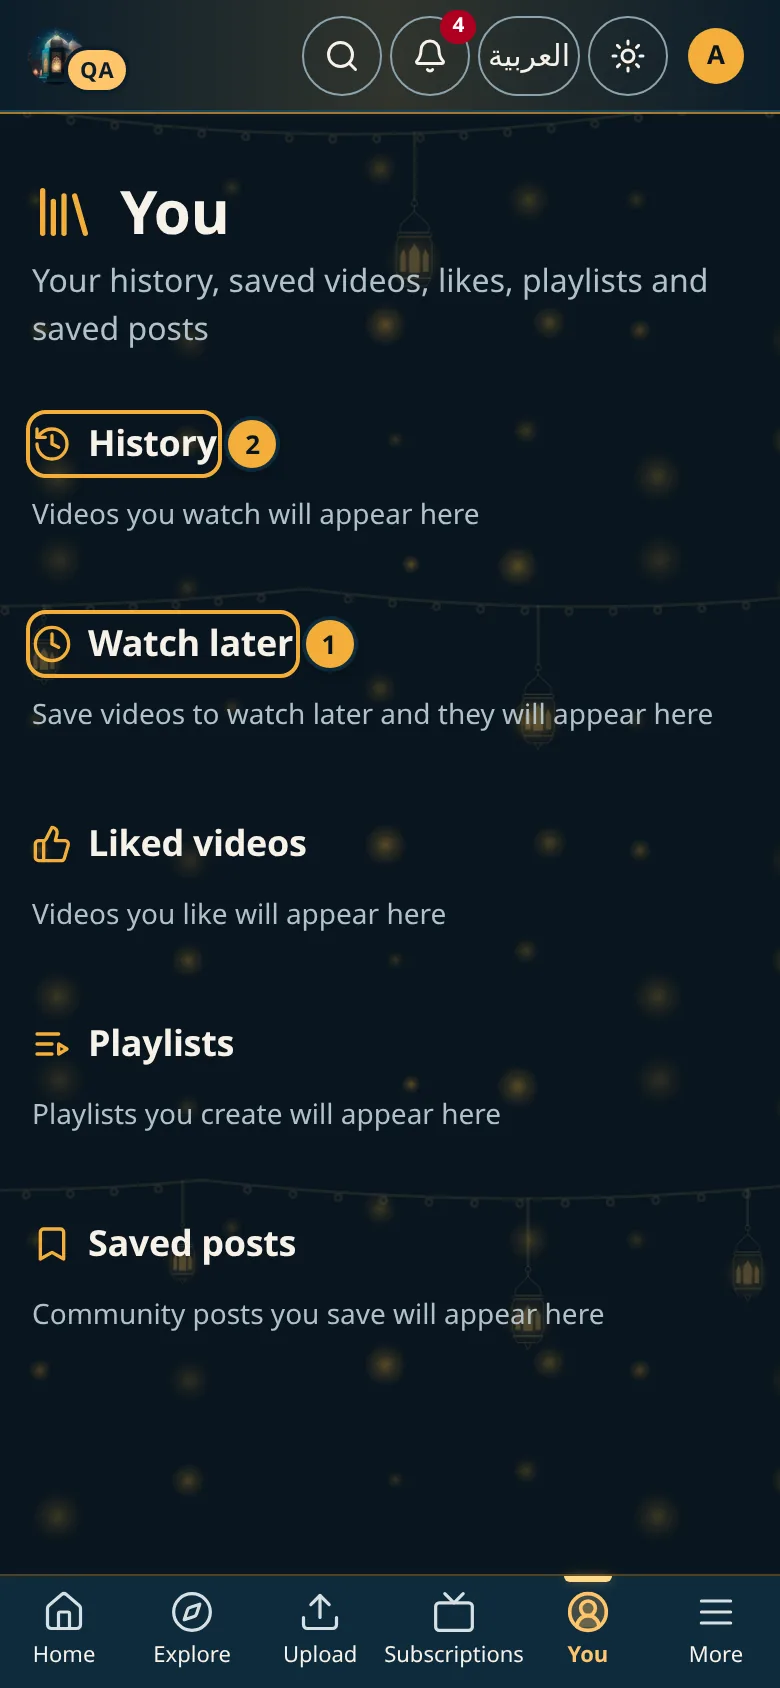 QA
4
العربية
A
You
Your history, saved videos, likes, playlists and
saved posts
History 2
Videos you watch will appear here
Watch later 1
Save videos to watch later and they will appear here
Liked videos
Videos you like will appear here
Playlists
Playlists you create will appear here
Saved posts
Community posts you save will appear here
Home Explore Upload Subscriptions You More